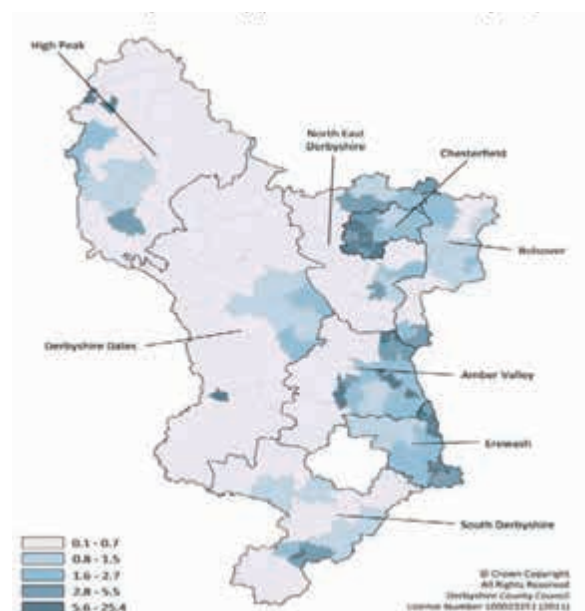 High Peak
North East
Derbyshire
Chesterfield
Bolsover
Derbyshire Dales
Amber Valley
Erewash
South Derbyshire
0.1 - 0.7
0.8 - 1.5
1.6 - 2.7
2.8 - 5.5
5.6 - 25.4
© Crown Copyright
All Rights Reserved
Derbyshire County Council
License Number